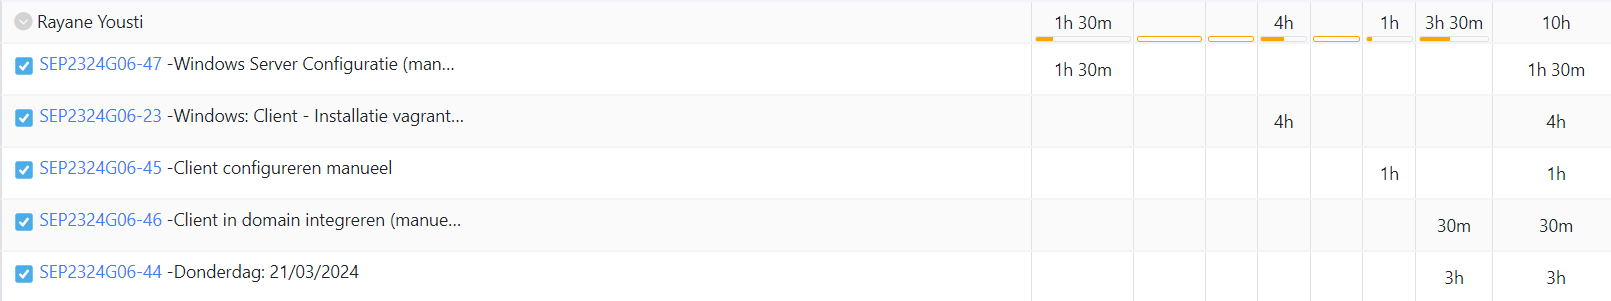 Rayane Yousti 1h 30m 4h 1h 3h 30m 10h
SEP2324G06-47 -Windows Server Configuratie (man... 1h 30m 1h 30m
SEP2324G06-23 -Windows: Client - Installatie vagrant... 4h 4h
SEP2324G06-45 -Client configureren manueel 1h 1h
SEP2324G06-46 -Client in domain integreren (manue... 30m 30m
SEP2324G06-44 -Donderdag: 21/03/2024 3h 3h